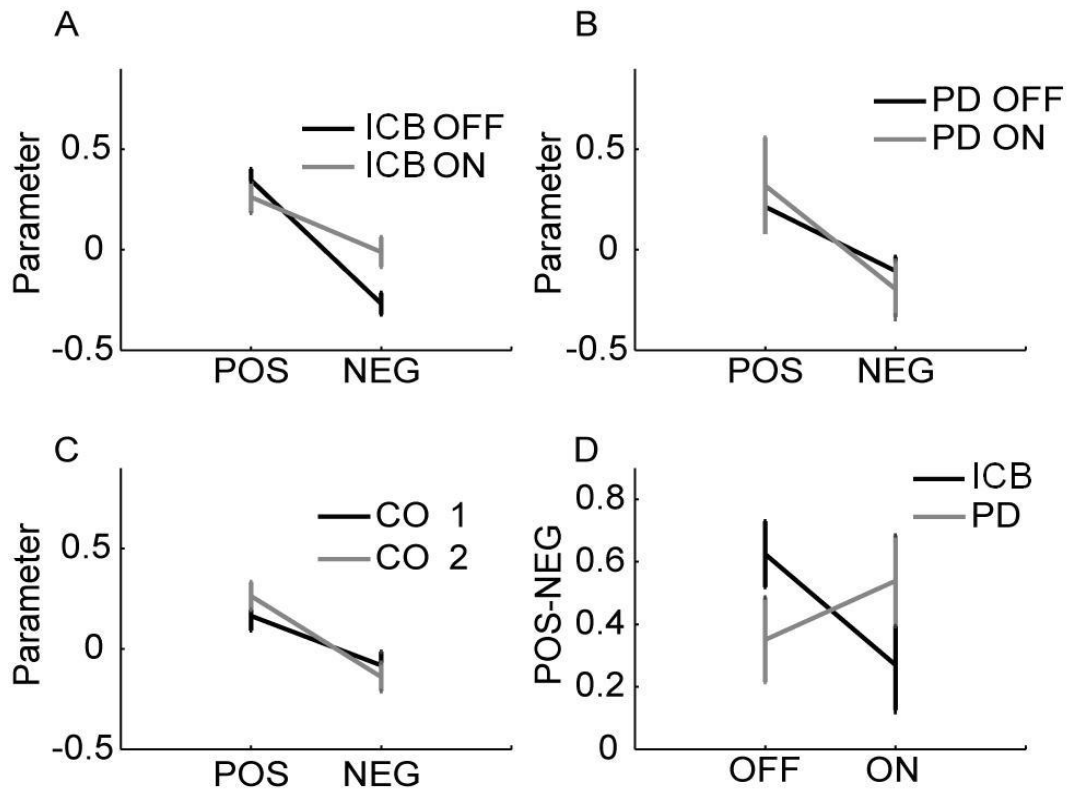 A
Parameter
0.5
0
-0.5
ICB OFF
ICB ON
POS NEG
B
Parameter
0.5
0
-0.5
PD OFF
PD ON
POS NEG
C
Parameter
0.5
0
-0.5
CO 1
CO 2
POS NEG
D
POS-NEG
0.8
0.6
0.4
0.2
0
ICB
PD
OFF ON